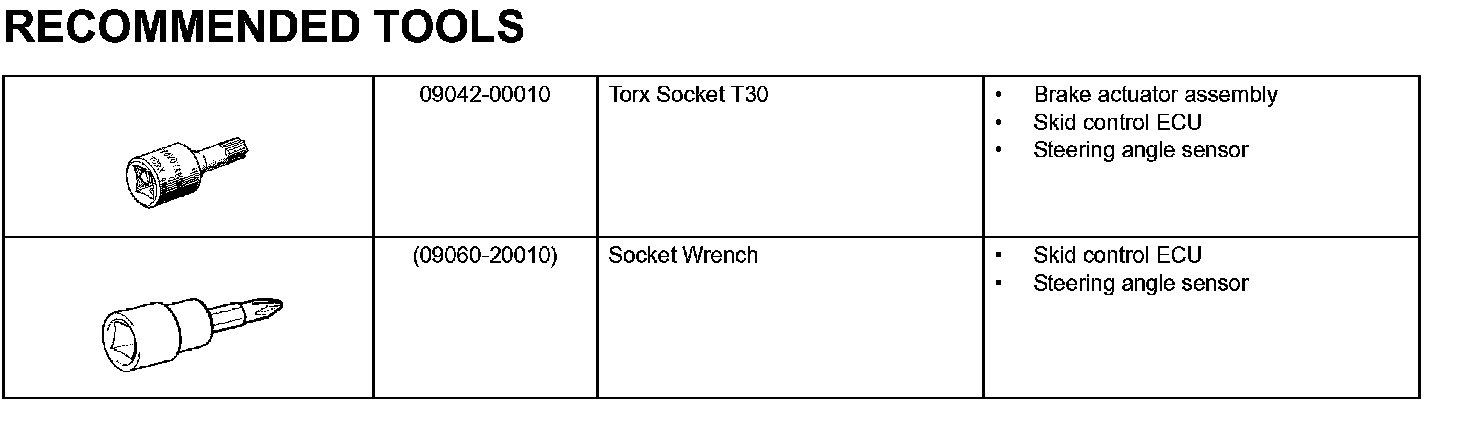 RECOMMENDED TOOLS
09042-00010
Torx Socket T30
• Brake actuator assembly
• Skid control ECU
• Steering angle sensor
(09060-20010)
Socket Wrench
• Skid control ECU
• Steering angle sensor